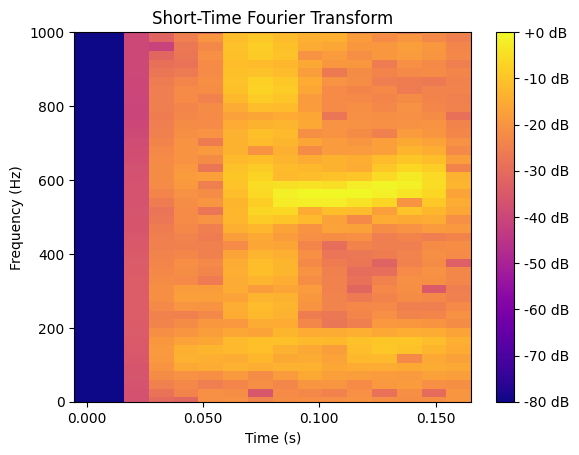 Short-Time Fourier Transform
1000
800
600
400
200
0
Frequency (Hz)
0.000
0.050
0.100
0.150
Time (s)
+0 dB
-10 dB
-20 dB
-30 dB
-40 dB
-50 dB
-60 dB
-70 dB
-80 dB